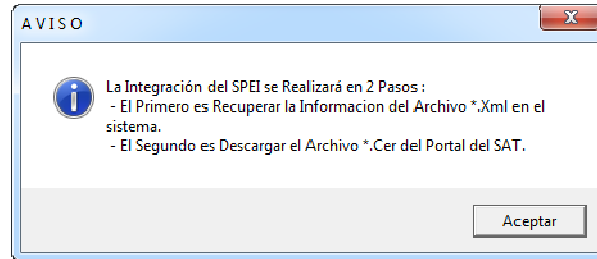 AVISO
La Integración del SPEI se Realizará en 2 Pasos :
- El Primero es Recuperar la Informacion del Archivo *.Xml en el
sistema.
- El Segundo es Descargar el Archivo *.Cer del Portal del SAT.
Aceptar